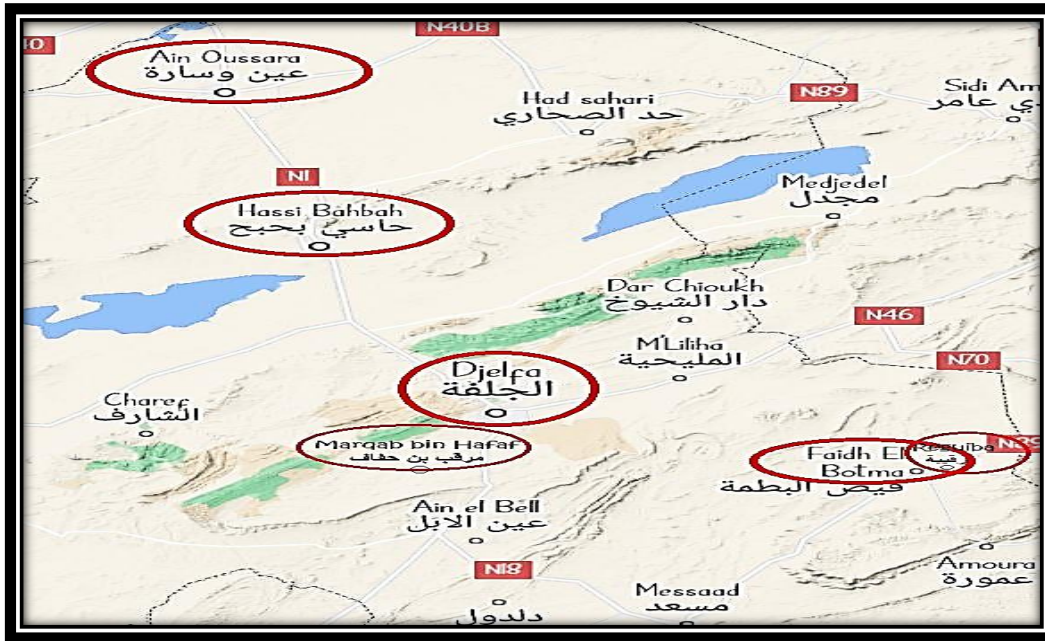 N40B
40
Ain Oussara
عين وسارة
N89
Sidi Am
دي عامر
Had sahari
حد الصحاري
N1
Medjedel
مجدل
Hassi Bahbah
حاسي بحبح
Dar Chioukh
دار الشيوخ
N46
M'Liliha
المليحية
N70
Djelfa
الجلفة
Charef
الشارف
Marqab bin Hafaf
مرقب بن حفاف
Faidh El
Botma
فيض البطمة
Ain el Bell
عين الابل
N18
Amoura
عمورة
Messaad
مسعد
دلدول